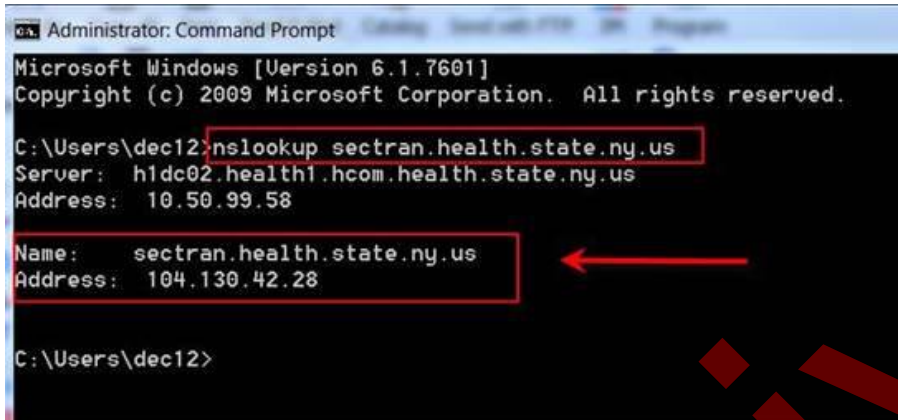 Administrator: Command Prompt
Microsoft Windows [Version 6.1.7601]
Copyright (c) 2009 Microsoft Corporation.  All rights reserved.
C:\Users\dec12>nslookup sectran.health.state.ny.us
Server:  h1dc02.health1.hcom.health.state.ny.us
Address:  10.50.99.58
Name:    sectran.health.state.ny.us
Address:  104.130.42.28
C:\Users\dec12>